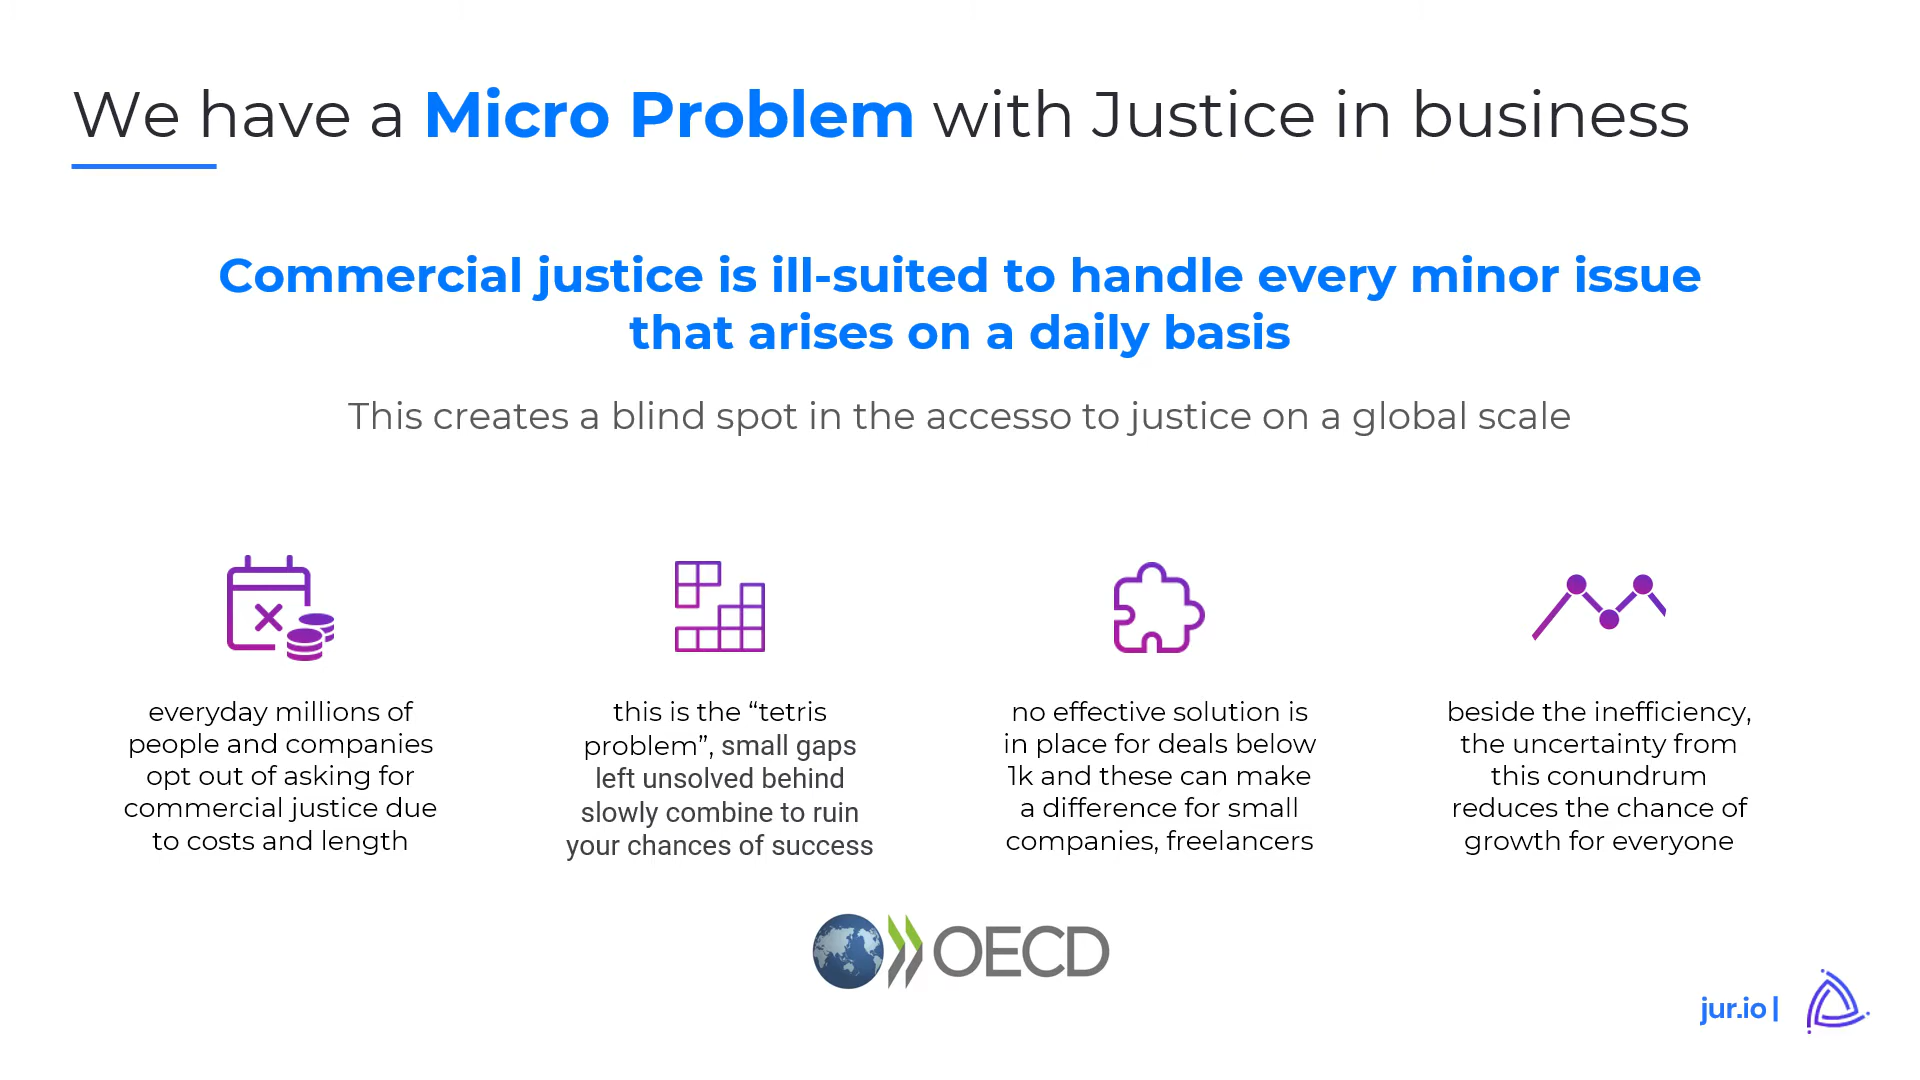 We have a Micro Problem with Justice in business
Commercial justice is ill-suited to handle every minor issue
that arises on a daily basis
This creates a blind spot in the accesso to justice on a global scale
everyday millions of
people and companies
opt out of asking for
commercial justice due
to costs and length
this is the “tetris
problem”, small gaps
left unsolved behind
slowly combine to ruin
your chances of success
no effective solution is
in place for deals below
1k and these can make
a difference for small
companies, freelancers
beside the inefficiency,
the uncertainty from
this conundrum
reduces the chance of
growth for everyone
OECD
jur.io |